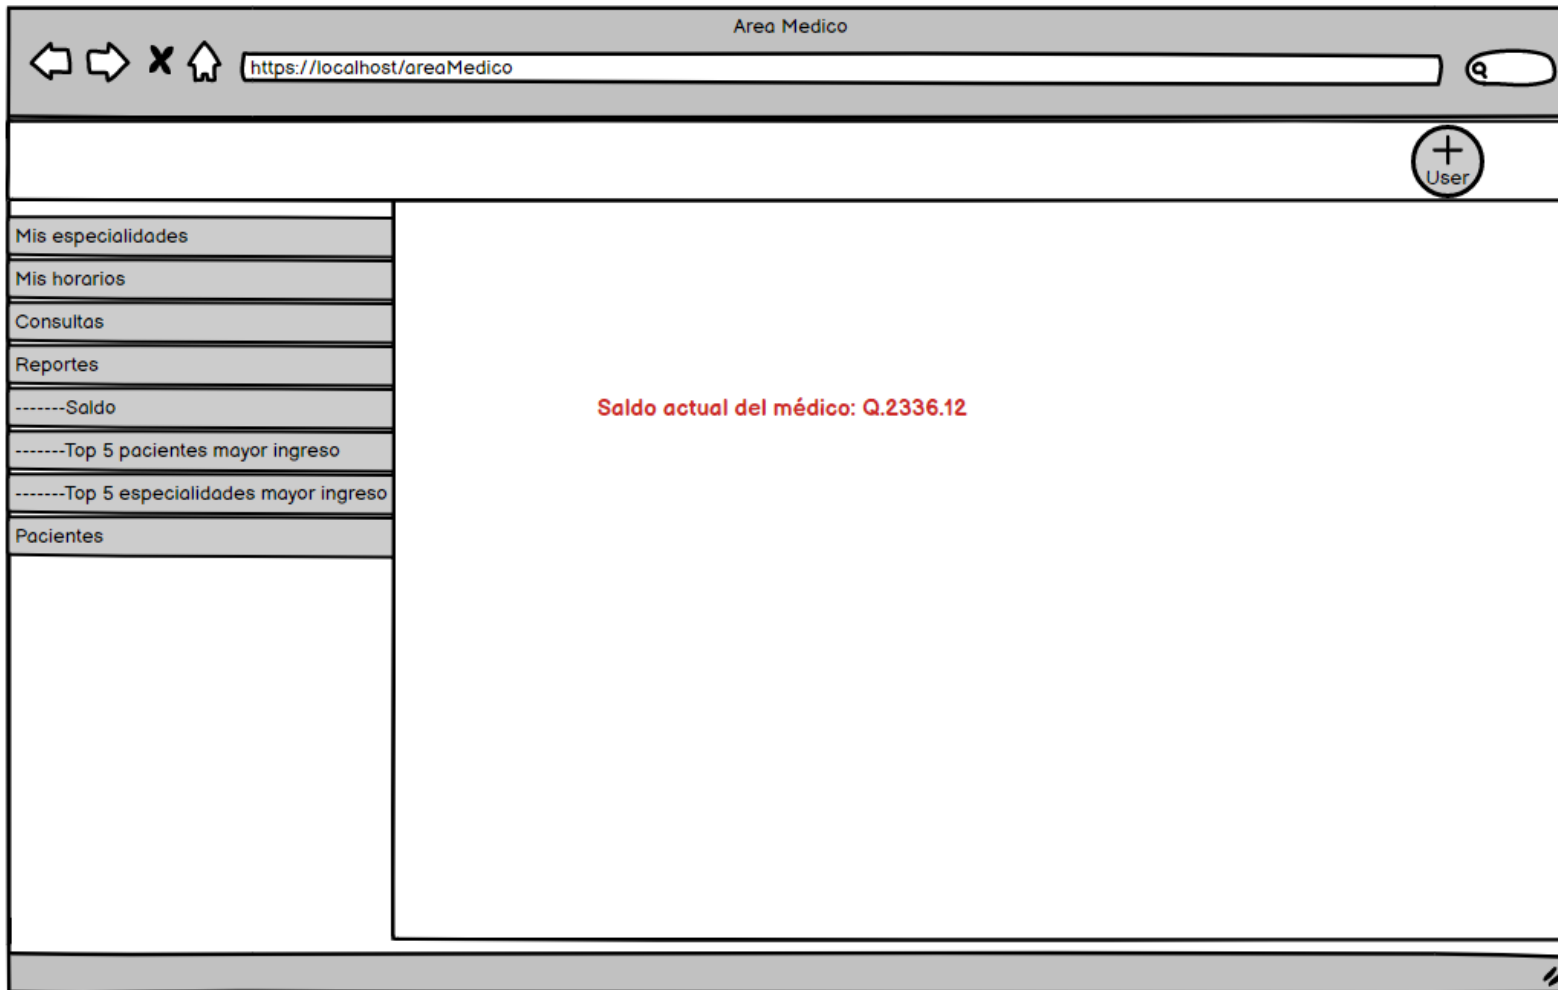 Area Medico
https://localhost/areaMedico
User
Mis especialidades
Mis horarios
Consultas
Reportes
-------Saldo
Saldo actual del médico: Q.2336.12
-------Top 5 pacientes mayor ingreso
-------Top 5 especialidades mayor ingreso
Pacientes